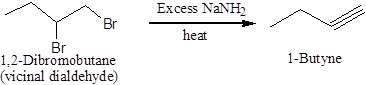 Br
Br
Excess NaNH2
heat
1,2-Dibromobutane
(vicinal dialdehyde)
1-Butyne